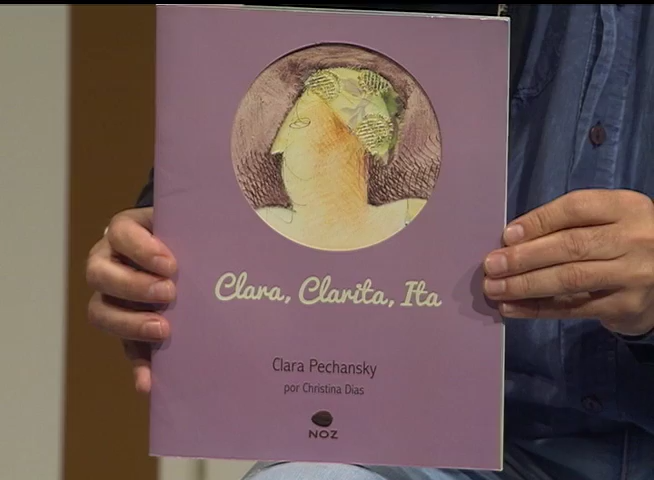 Clara, Clarita, Ita
Clara Pechansky
por Christina Dias
NOZ